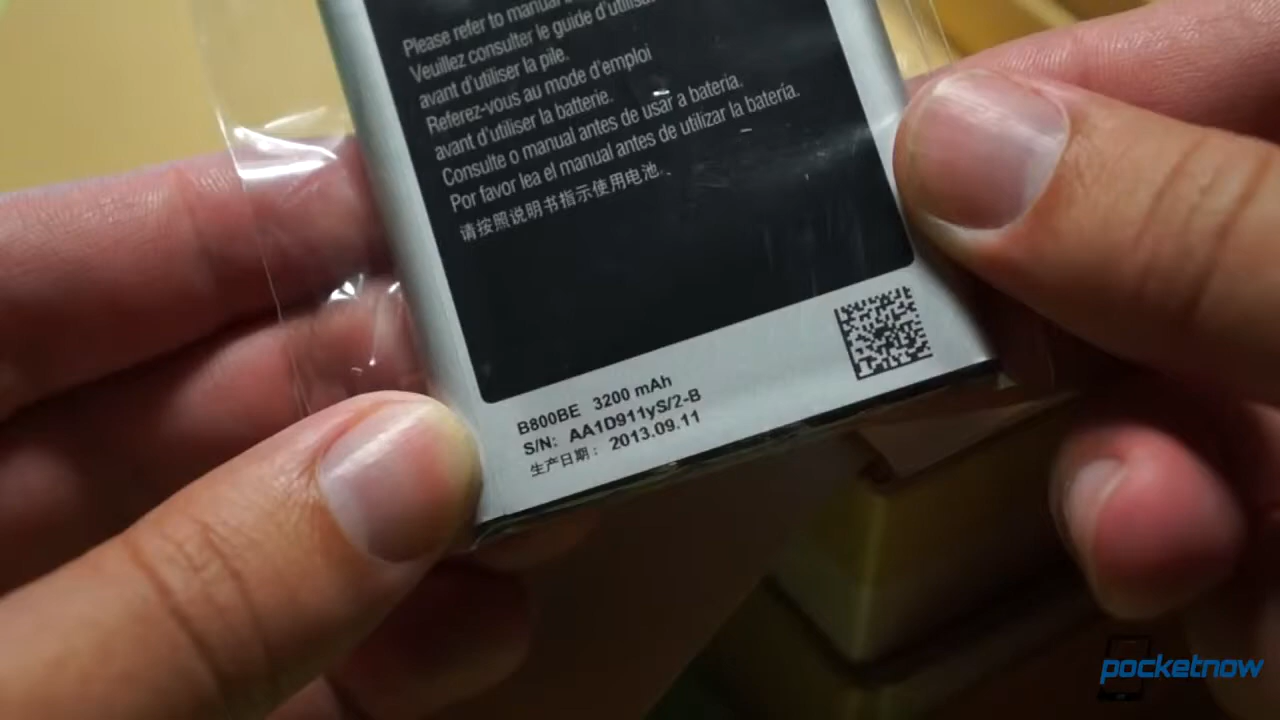 Please refer to manual
Veuillez consulter le guide d'utilisa
avant d'utiliser la pile.
Referez-vous au mode d'emploi
avant d'utiliser la batterie.
Consulte o manual antes de usar a bateria.
Por favor lea el manual antes de utilizar la batería.
请按照说明书指示使用电池.
B800BE 3200 mAh
S/N: AA1D911yS/2-B
生产日期: 2013.09.11
pocketnow